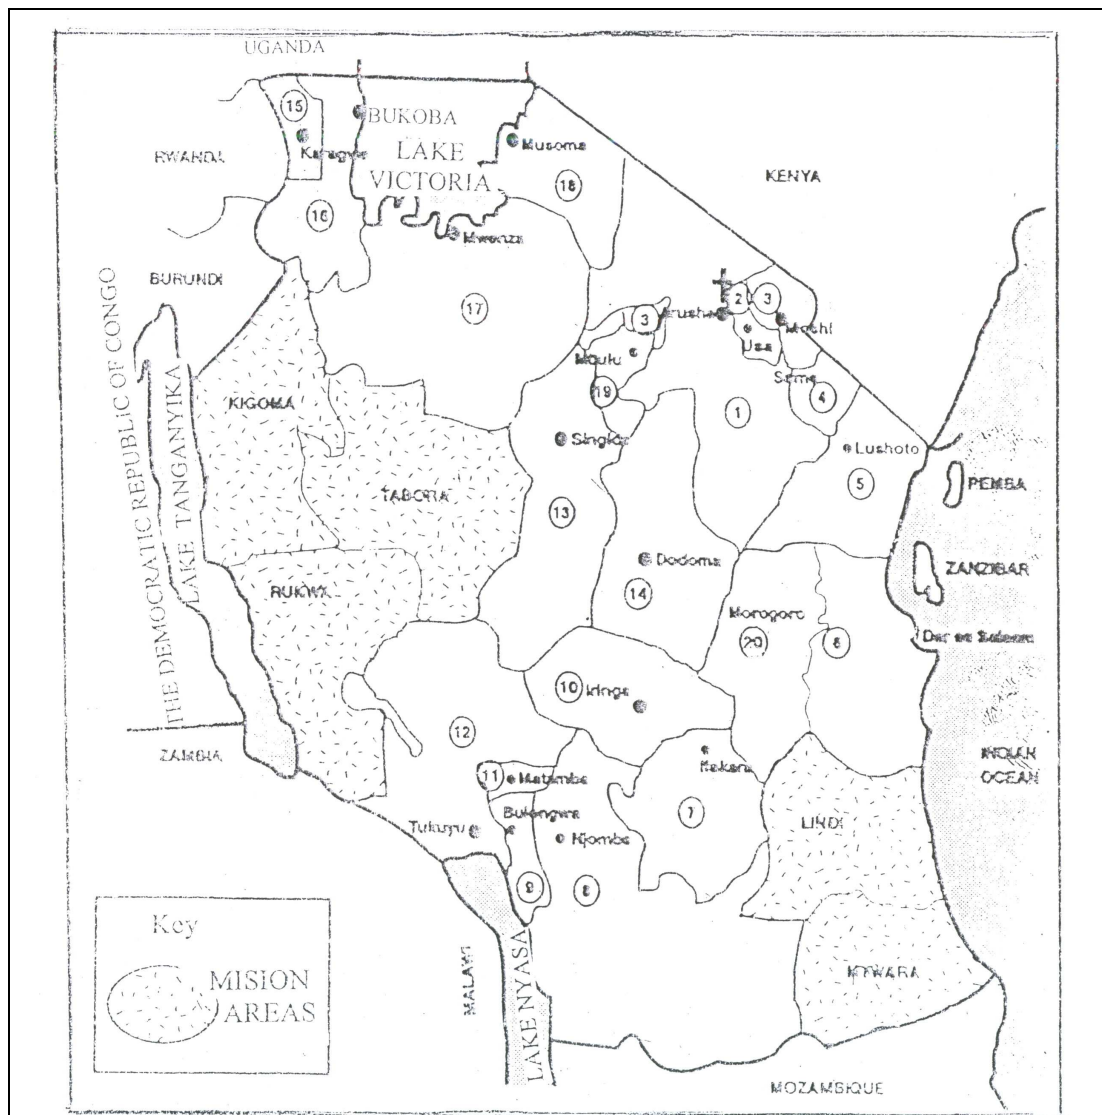 UGANDA
15
BUKOBA
Karagwe
LAKE
VICTORIA
Musoma
RWANDA
KENYA
18
16
Mwanza
BURUNDI
17
2
3
3
Arusha
Moshi
Usa
Mbulu
Same
19
4
1
KIGOMA
Singida
Lushoto
5
PEMBA
TABORA
13
THE DEMOCRATIC REPUBLIC OF CONGO
LAKE TANGANYIKA
Dodoma
ZANZIBAR
RUKWA
14
Morogoro
20
6
Dar es Salaam
10
Iringa
12
ZAMBIA
INDIAN
OCEAN
11
Matamba
7
LINDI
Bulongwa
Tukuyu
Njombe
9
8
Key
MISION
AREAS
MALAWI
LAKE NYASA
MTWARA
MOZAMBIQUE